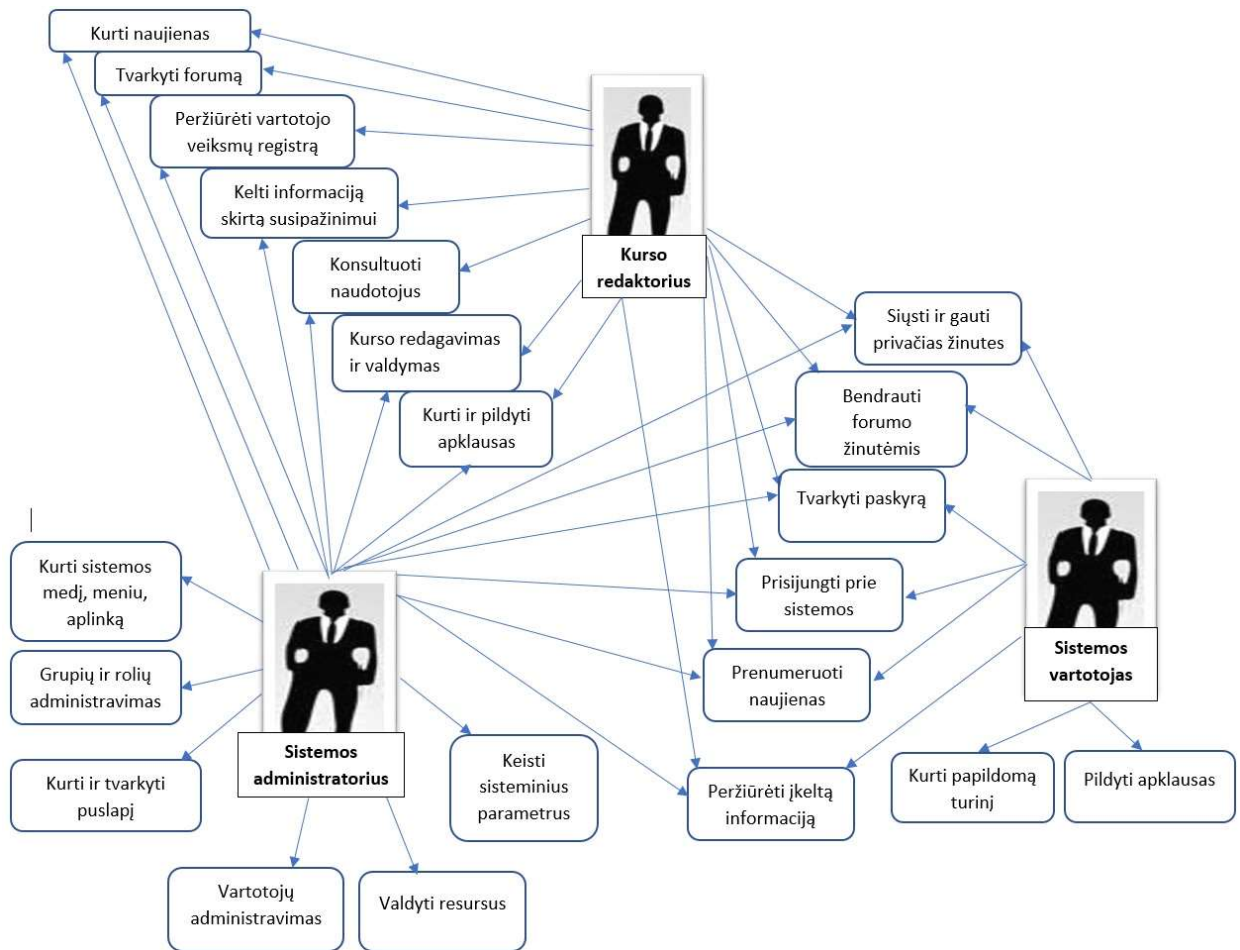 Kurti naujienas
Tvarkyti forumą
Peržiūrėti vartotojo
veiksmų registrą
Kelti informaciją
skirtą susipažinimui
Konsultuoti
naudotojus
Kurso redagavimas
ir valdymas
Kurti ir pildyti
apklausas
Kurso
redaktorius
Siųsti ir gauti
privačias žinutes
Bendrauti
forumo
žinutėmis
Tvarkyti paskyrą
Prisijungti prie
sistemos
Prenumeruoti
naujienas
Peržiūrėti įkeltą
informaciją
Sistemos
vartotojas
Kurti papildomą
turinį
Pildyti apklausas
Kurti sistemos
medį, meniu,
aplinką
Grupių ir rolių
administravimas
Kurti ir tvarkyti
puslapį
Sistemos
administratorius
Keisti
sisteminius
parametrus
Vartotojų
administravimas
Valdyti resursus